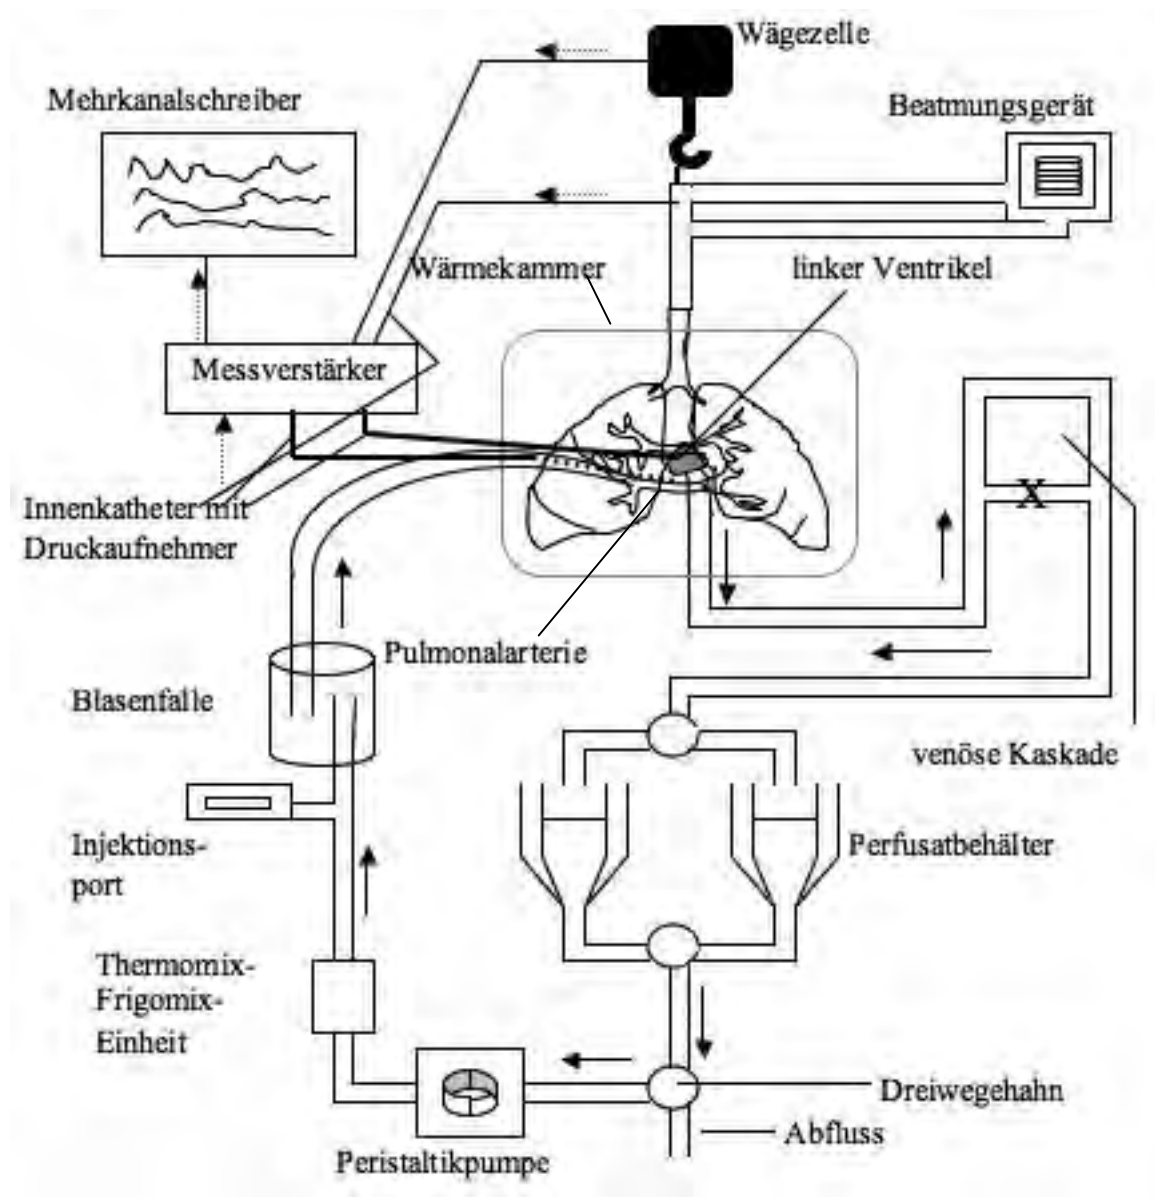 Wägezelle
Mehrkanalschreiber
Beatmungsgerät
Wärmekammer
linker Ventrikel
Messverstärker
X
Innenkatheter mit
Druckaufnehmer
Pulmonalarterie
Blasenfalle
venöse Kaskade
Injektions-
port
Perfusatbehälter
Thermomix-
Frigomix-
Einheit
Dreiwegehahn
Abfluss
Peristaltikpumpe